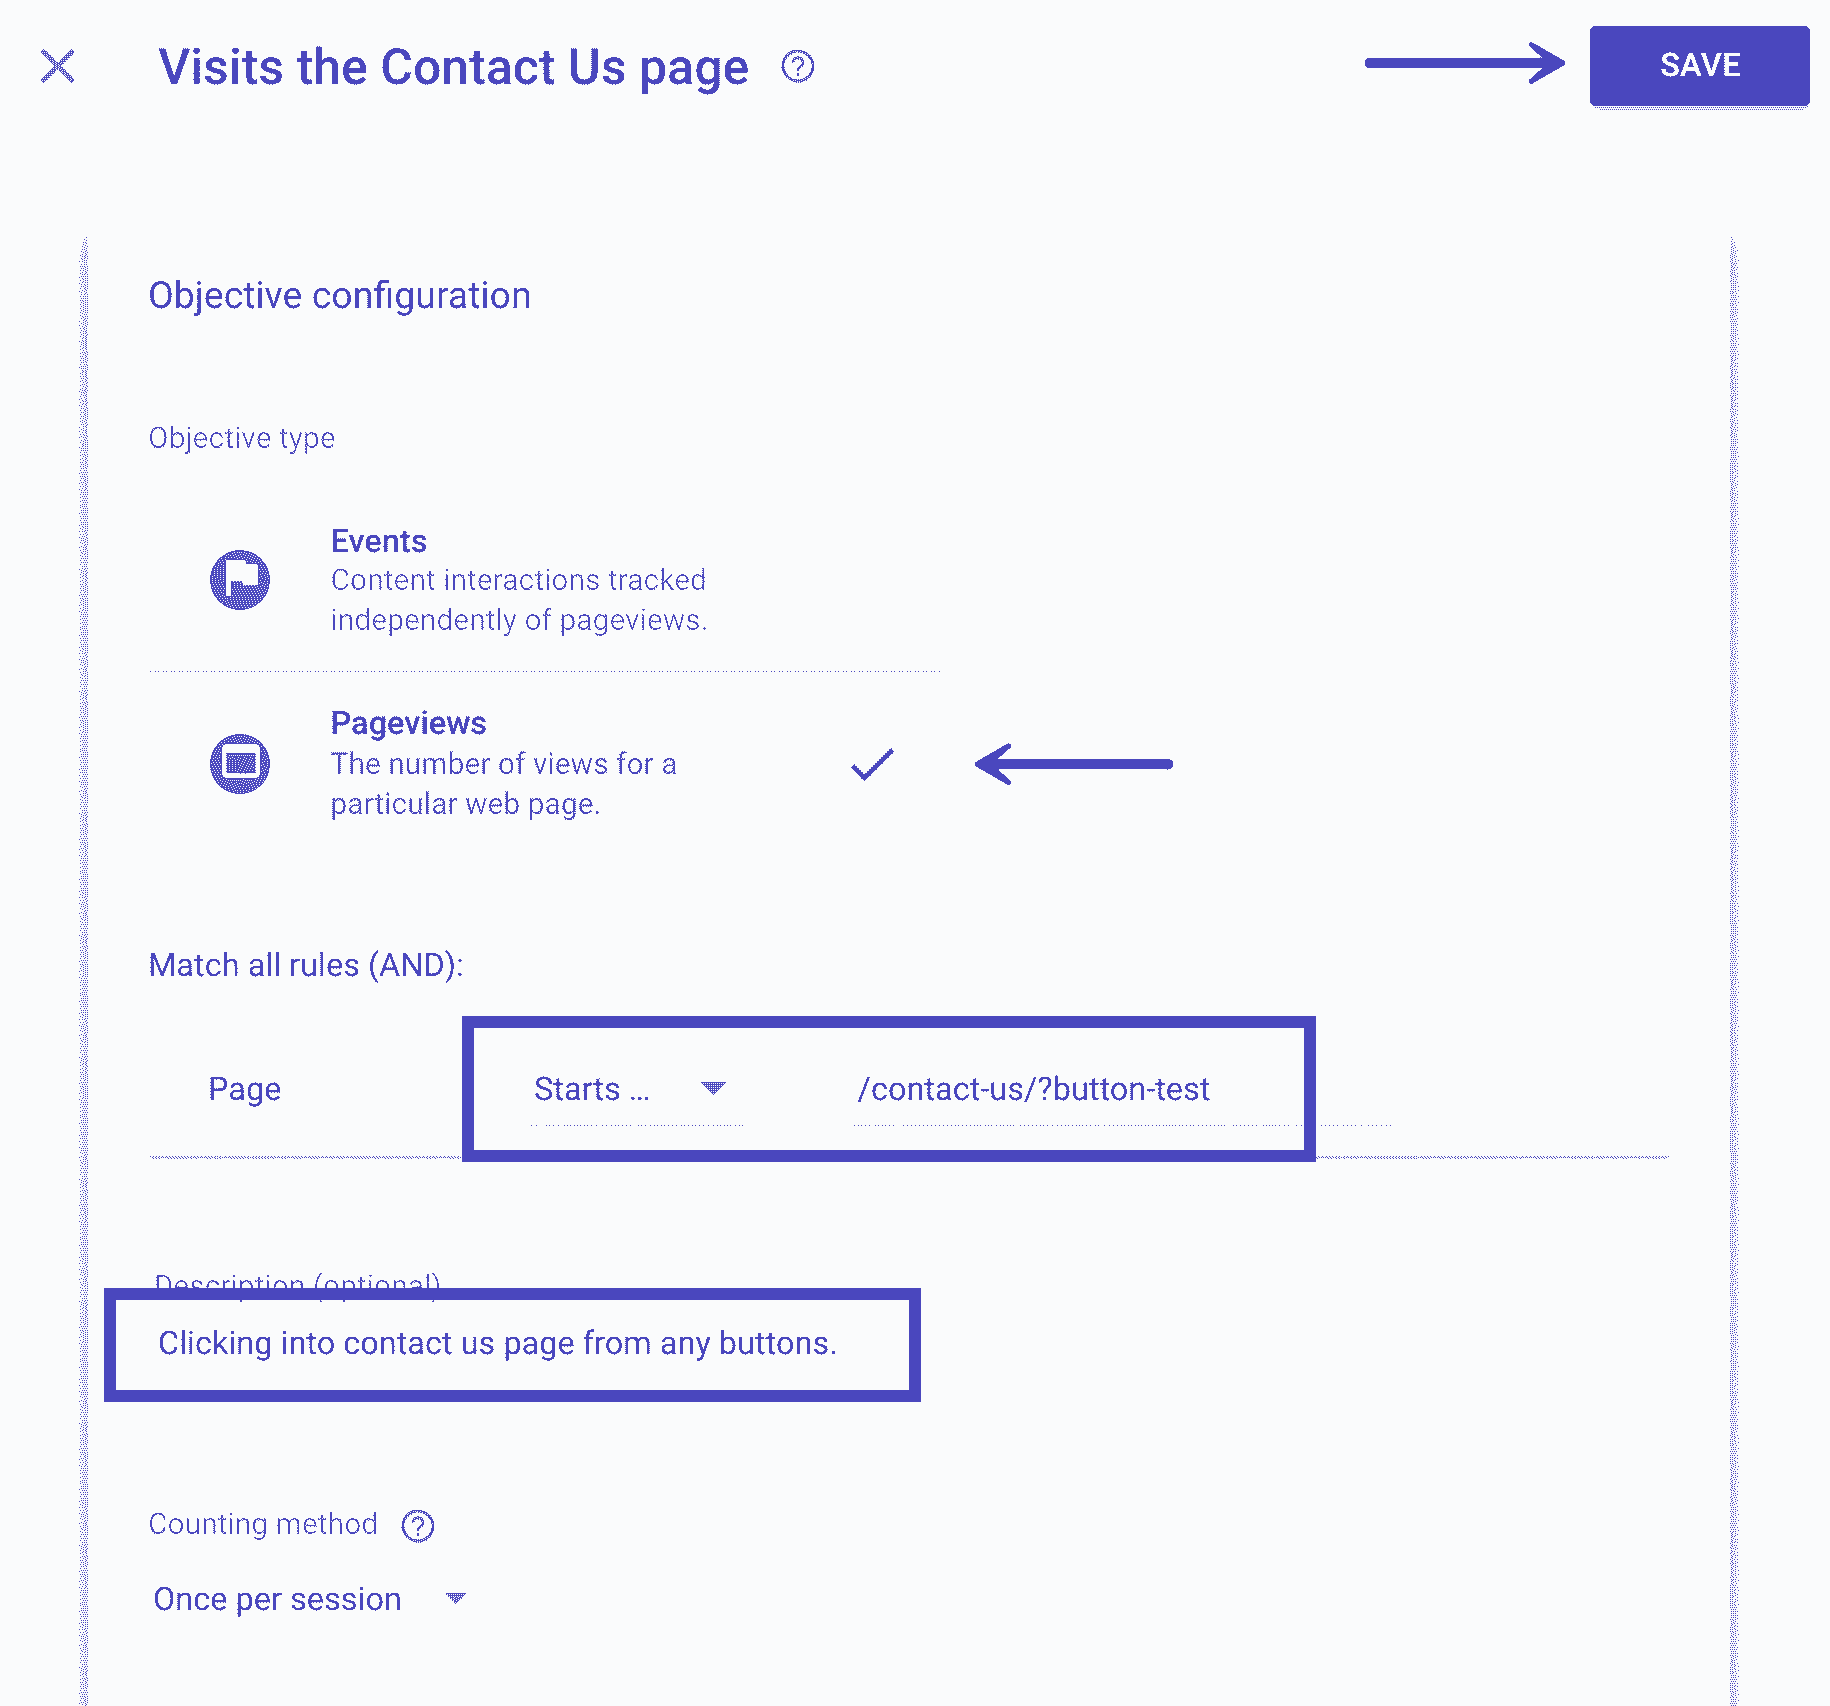 Visits the Contact Us page
SAVE
Objective configuration
Objective type
Events
Content interactions tracked
independently of pageviews.
Pageviews
The number of views for a
particular web page.
Match all rules (AND):
Page Starts ... /contact-us/?button-test
Description (optional)
Clicking into contact us page from any buttons.
Counting method
Once per session